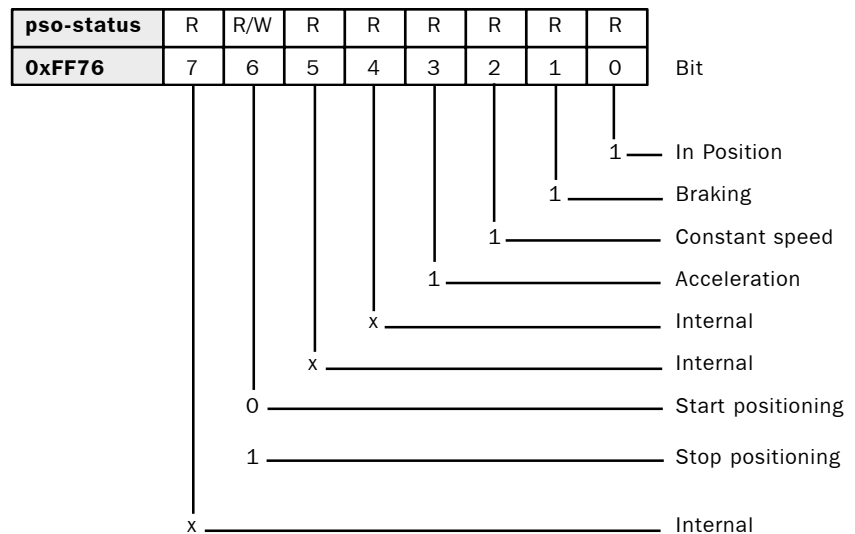 pso-status R R/W R R R R R R
0xFF76 7 6 5 4 3 2 1 0 Bit
1 In Position
1 Braking
1 Constant speed
1 Acceleration
x Internal
x Internal
0 Start positioning
1 Stop positioning
x Internal